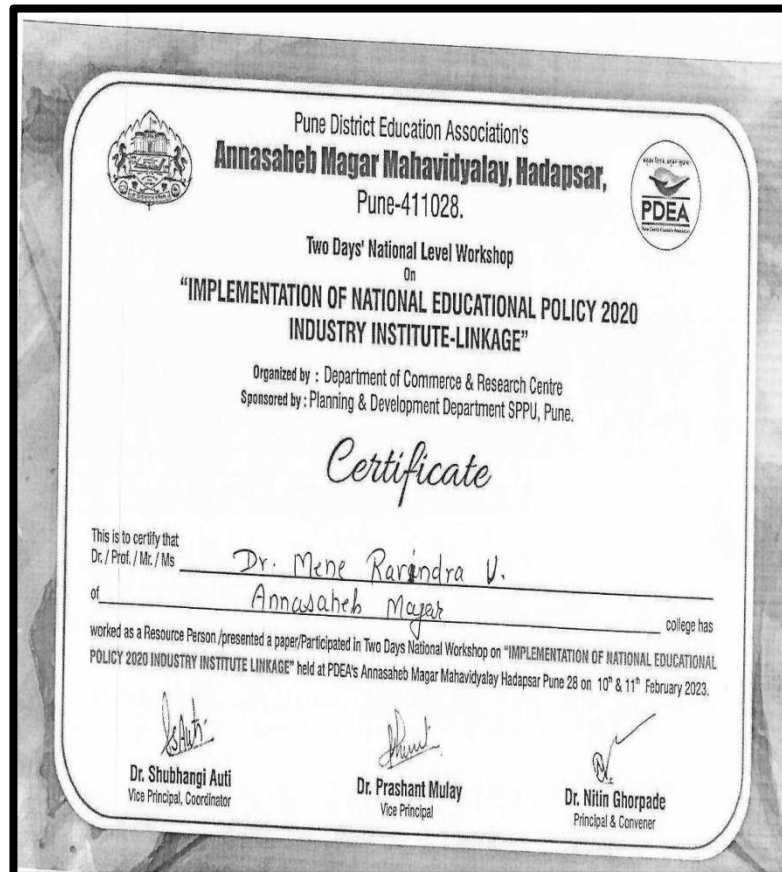 Pune District Education Association's
Annasaheb Magar Mahavidyalay, Hadapsar,
Pune-411028.
PDEA
Two Days' National Level Workshop
On
"IMPLEMENTATION OF NATIONAL EDUCATIONAL POLICY 2020
INDUSTRY INSTITUTE-LINKAGE"
Organized by : Department of Commerce & Research Centre
Sponsored by : Planning & Development Department SPPU, Pune.
Certificate
This is to certify that
Dr. / Prof. / Mr. / Ms Dr. Mene Ravindra V.
of Annasaheb Magar college has
worked as a Resource Person /presented a paper/Participated in Two Days National Workshop on "IMPLEMENTATION OF NATIONAL EDUCATIONAL
POLICY 2020 INDUSTRY INSTITUTE LINKAGE" held at PDEA's Annasaheb Magar Mahavidyalay Hadapsar Pune 28 on 10th & 11th February 2023.
Dr. Shubhangi Auti
Vice Principal, Coordinator
Dr. Prashant Mulay
Vice Principal
Dr. Nitin Ghorpade
Principal & Convener